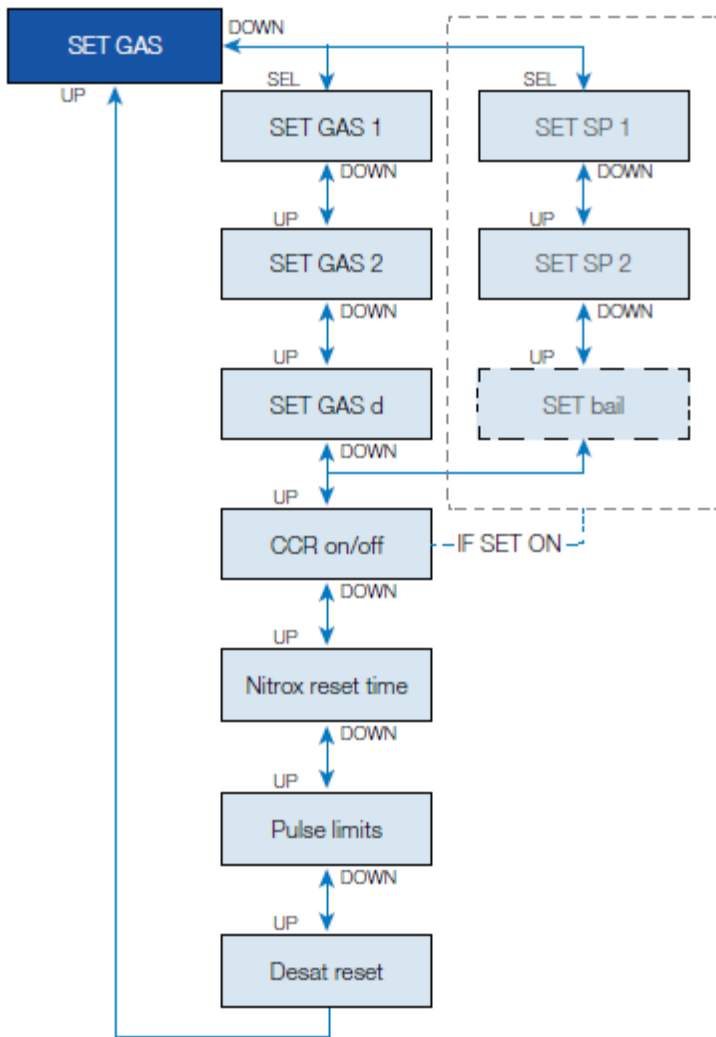 SET GAS
DOWN
UP
SEL
SEL
SET GAS 1
SET SP 1
DOWN
DOWN
UP
UP
SET GAS 2
SET SP 2
DOWN
DOWN
UP
UP
SET GAS d
SET bail
DOWN
UP
CCR on/off
IF SET ON
DOWN
UP
Nitrox reset time
DOWN
UP
Pulse limits
DOWN
UP
Desat reset